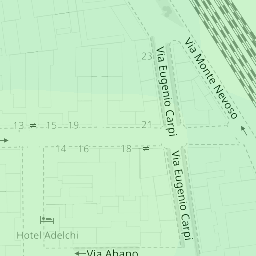 Via Monte Nevoso
23
Via Eugenio Carpi
13 15 19 21
14 16 18
Via Eugenio Carpi
Hotel Adelchi
Via Abano